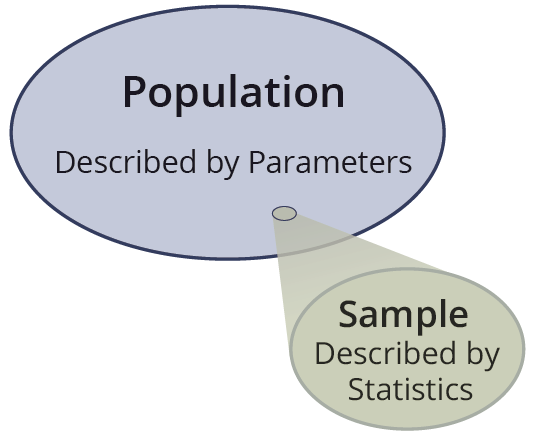 Population
Described by Parameters
Sample
Described by
Statistics